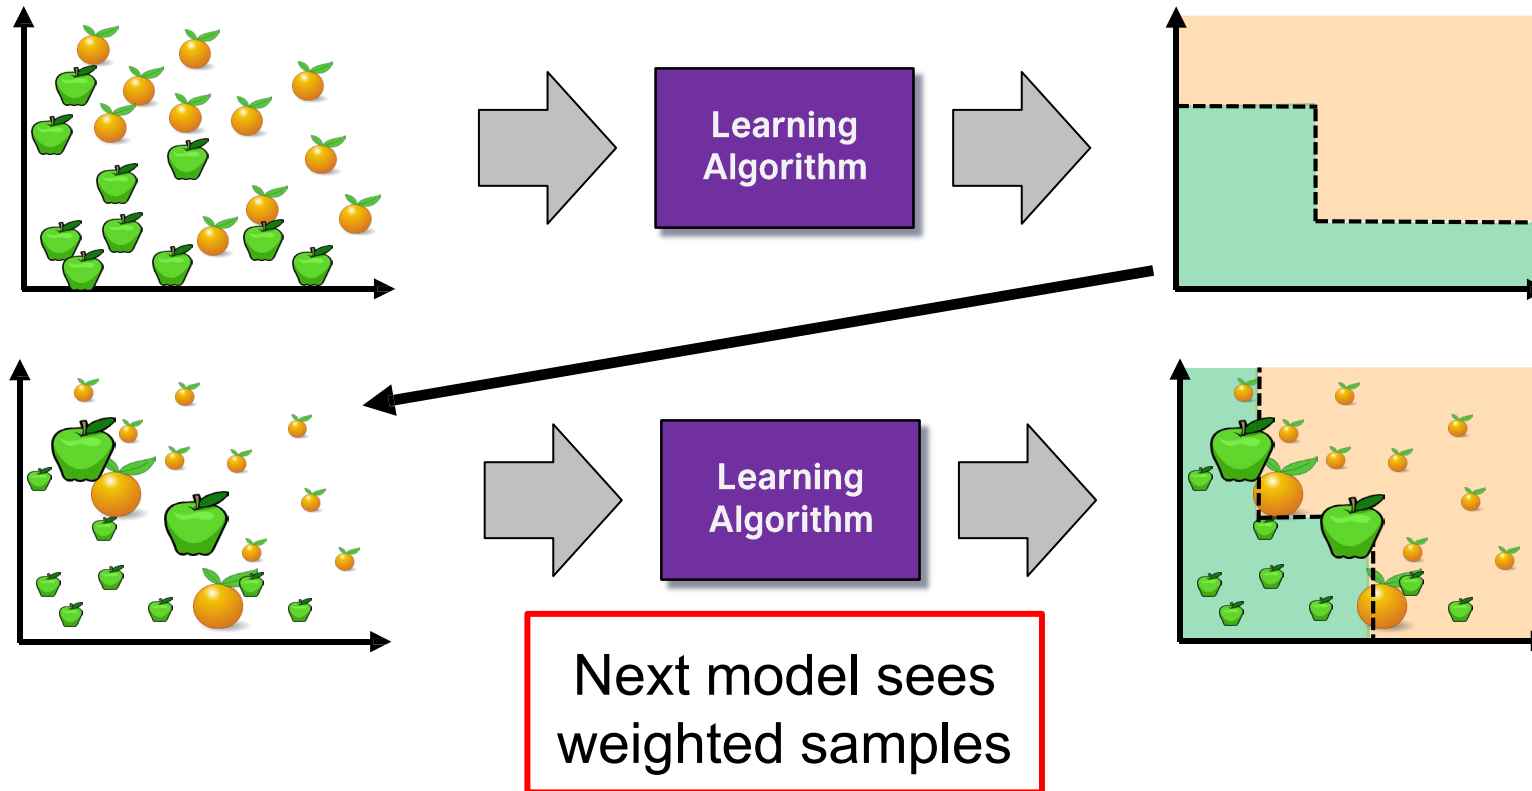 Learning
Algorithm
Learning
Algorithm
Next model sees
weighted samples